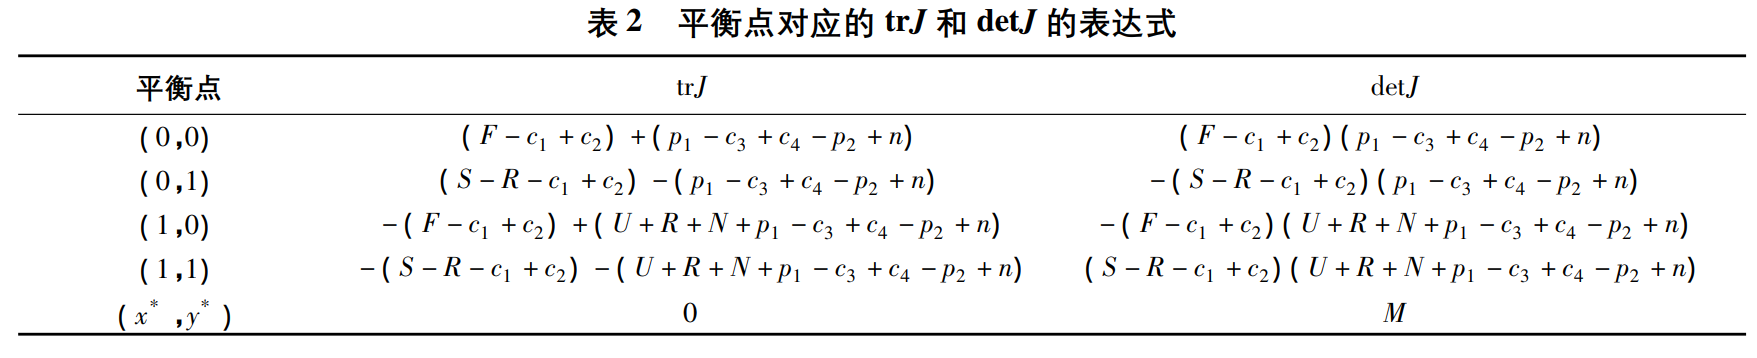 表2 平衡点对应的 trJ 和 detJ 的表达式
平衡点 trJ detJ
(0,0) (F-c₁+c₂)+(p₁-c₃+c₄-p₂+n) (F-c₁+c₂)(p₁-c₃+c₄-p₂+n)
(0,1) (S-R-c₁+c₂)-(p₁-c₃+c₄-p₂+n) -(S-R-c₁+c₂)(p₁-c₃+c₄-p₂+n)
(1,0) -(F-c₁+c₂)+(U+R+N+p₁-c₃+c₄-p₂+n) -(F-c₁+c₂)(U+R+N+p₁-c₃+c₄-p₂+n)
(1,1) -(S-R-c₁+c₂)-(U+R+N+p₁-c₃+c₄-p₂+n) (S-R-c₁+c₂)(U+R+N+p₁-c₃+c₄-p₂+n)
(x*,y*) 0 M